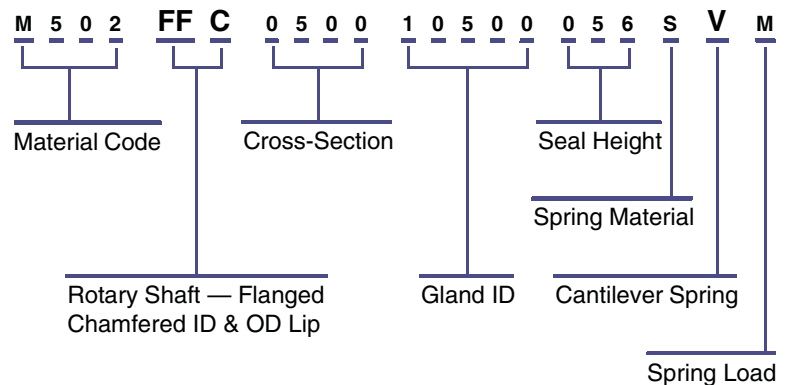 M 5 0 2 FF C 0 5 0 0 1 0 5 0 0 0 5 6 S V M
Material Code Cross-Section Seal Height
Spring Material
Rotary Shaft — Flanged
Chamfered ID & OD Lip
Gland ID
Cantilever Spring
Spring Load